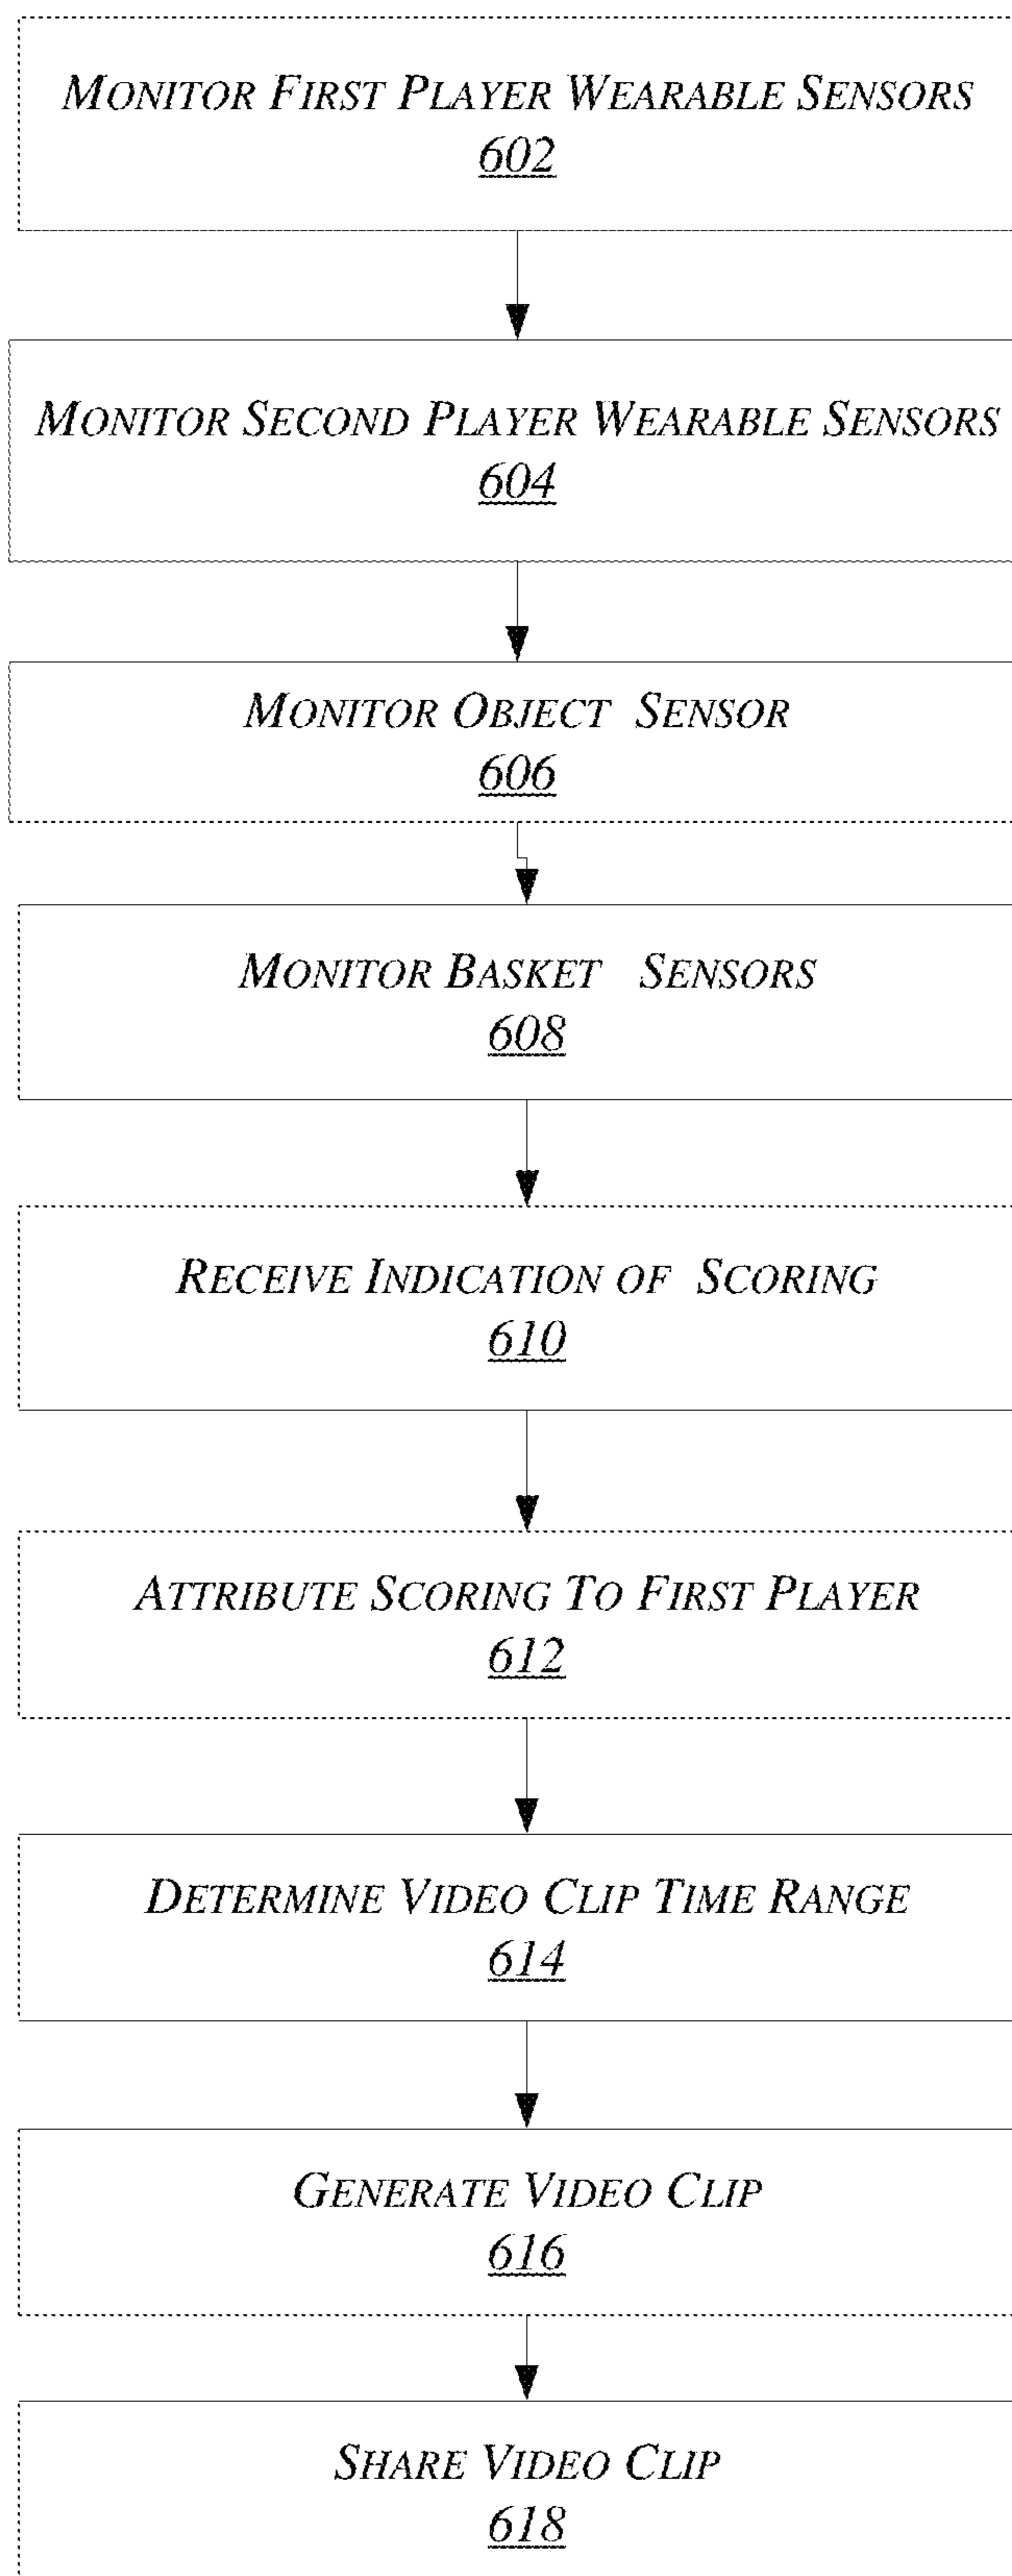 MONITOR FIRST PLAYER WEARABLE SENSORS
602
MONITOR SECOND PLAYER WEARABLE SENSORS
604
MONITOR OBJECT SENSOR
606
MONITOR BASKET SENSORS
608
RECEIVE INDICATION OF SCORING
610
ATTRIBUTE SCORING TO FIRST PLAYER
612
DETERMINE VIDEO CLIP TIME RANGE
614
GENERATE VIDEO CLIP
616
SHARE VIDEO CLIP
618